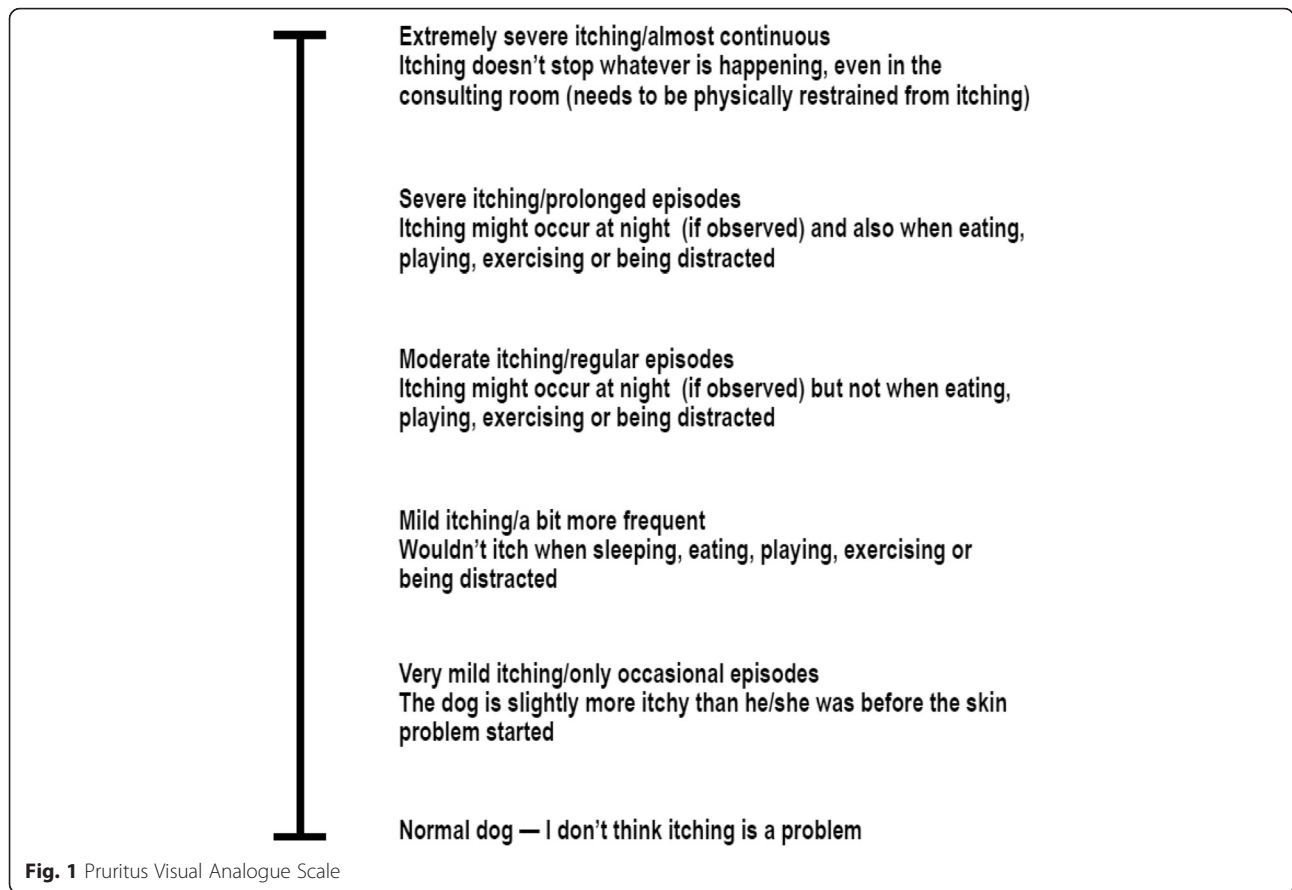 Extremely severe itching/almost continuous
Itching doesn't stop whatever is happening, even in the
consulting room (needs to be physically restrained from itching)
Severe itching/prolonged episodes
Itching might occur at night (if observed) and also when eating,
playing, exercising or being distracted
Moderate itching/regular episodes
Itching might occur at night (if observed) but not when eating,
playing, exercising or being distracted
Mild itching/a bit more frequent
Wouldn't itch when sleeping, eating, playing, exercising or
being distracted
Very mild itching/only occasional episodes
The dog is slightly more itchy than he/she was before the skin
problem started
Normal dog — I don't think itching is a problem
Fig. 1 Pruritus Visual Analogue Scale